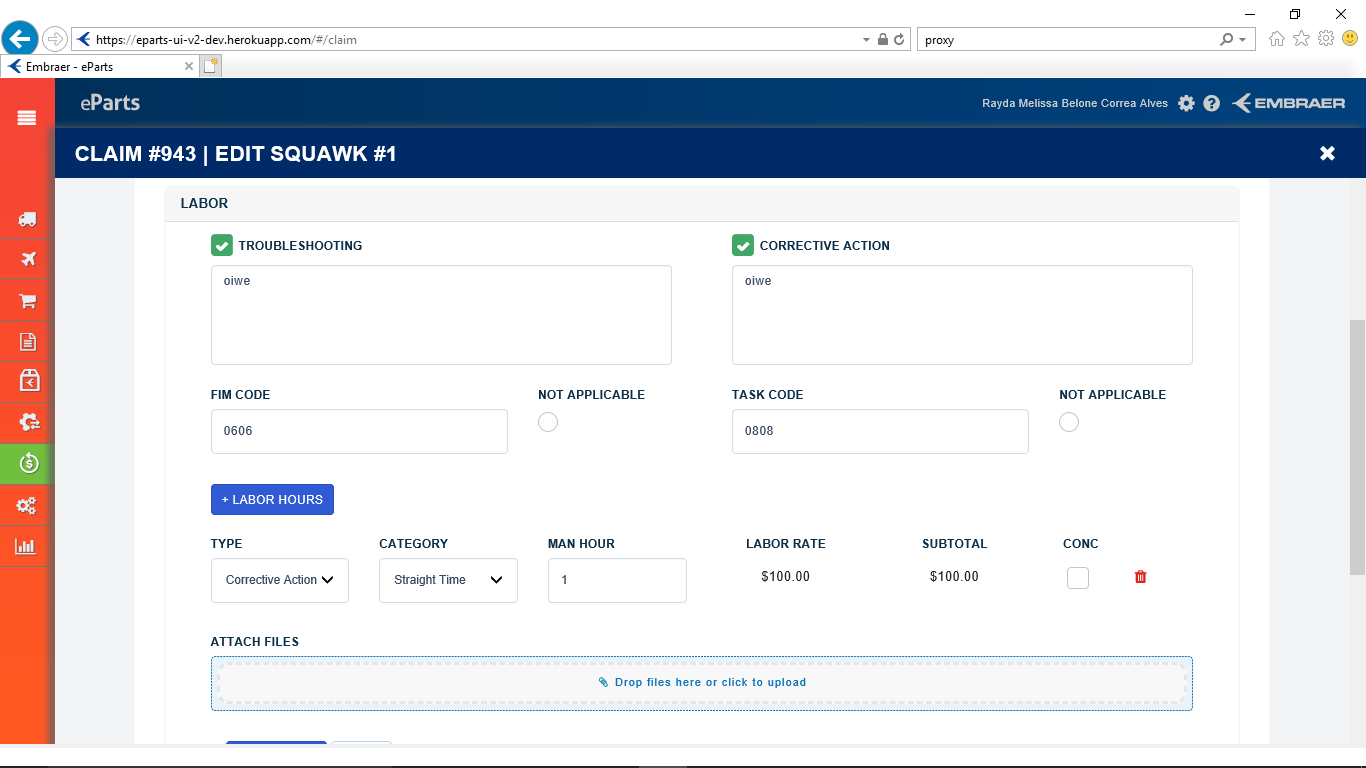 https://eparts-ui-v2-dev.herokuapp.com/#/claim
proxy
Embraer - eParts
eParts
Rayda Melissa Belone Correa Alves
EMBRAER
CLAIM #943 | EDIT SQUAWK #1
LABOR
TROUBLESHOOTING
CORRECTIVE ACTION
oiwe
oiwe
FIM CODE
NOT APPLICABLE
TASK CODE
NOT APPLICABLE
0606
0808
+ LABOR HOURS
TYPE
CATEGORY
MAN HOUR
LABOR RATE
SUBTOTAL
CONC
Corrective Action
Straight Time
1
$100.00
$100.00
ATTACH FILES
Drop files here or click to upload